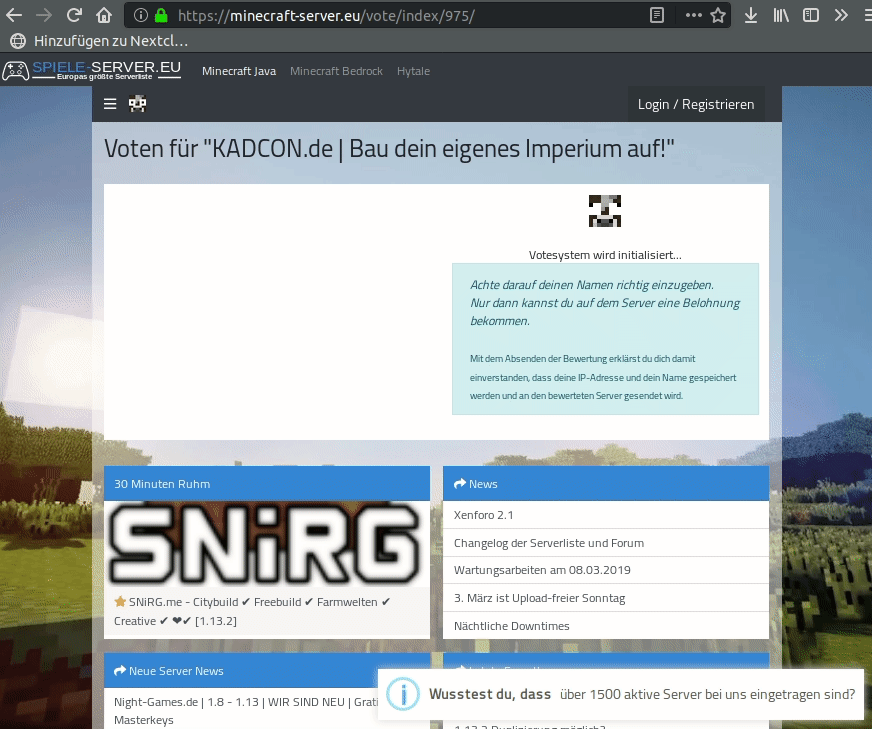 https://minecraft-server.eu/vote/index/975/
Hinzufügen zu Nextcl…
SPIELE-SERVER.EU
Europas größte Serverliste
Minecraft Java Minecraft Bedrock Hytale
Login / Registrieren
Voten für "KADCON.de | Bau dein eigenes Imperium auf!"
Votesystem wird initialisiert...
Achte darauf deinen Namen richtig einzugeben.
Nur dann kannst du auf dem Server eine Belohnung
bekommen.
Mit dem Absenden der Bewertung erklärst du dich damit
einverstanden, dass deine IP-Adresse und dein Name gespeichert
werden und an den bewerteten Server gesendet wird.
30 Minuten Ruhm
SNiRG
SNiRG.me - Citybuild ✔ Freebuild ✔ Farmwelten ✔
Creative ✔ ❤✔ [1.13.2]
News
Xenforo 2.1
Changelog der Serverliste und Forum
Wartungsarbeiten am 08.03.2019
3. März ist Upload-freier Sonntag
Nächtliche Downtimes
Neue Server News
Night-Games.de | 1.8 - 1.13 | WIR SIND NEU | Grati
Masterkeys
Wusstest du, dass über 1500 aktive Server bei uns eingetragen sind?